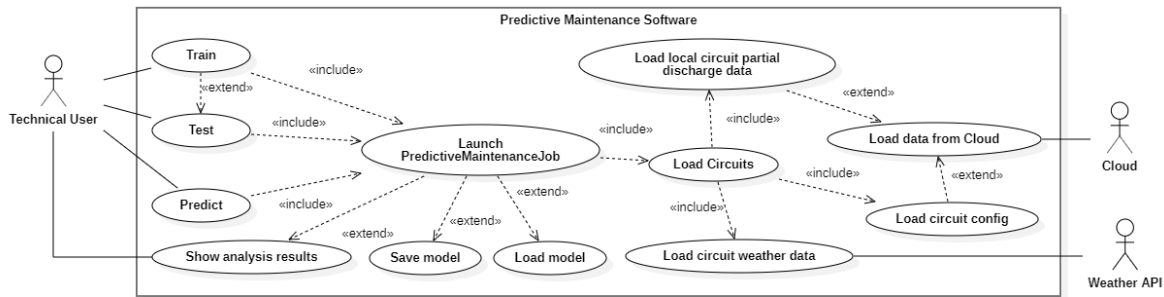 Predictive Maintenance Software
Train
«include»
«extend»
Technical User
Test
«include»
Launch
PredictiveMaintenanceJob
«include»
Load local circuit partial
discharge data
«extend»
«include»
Load data from Cloud
Cloud
Load Circuits
«include»
«extend»
Predict
«include»
«extend»
«extend»
«extend»
«include»
Load circuit config
Show analysis results
Save model
Load model
Load circuit weather data
Weather API